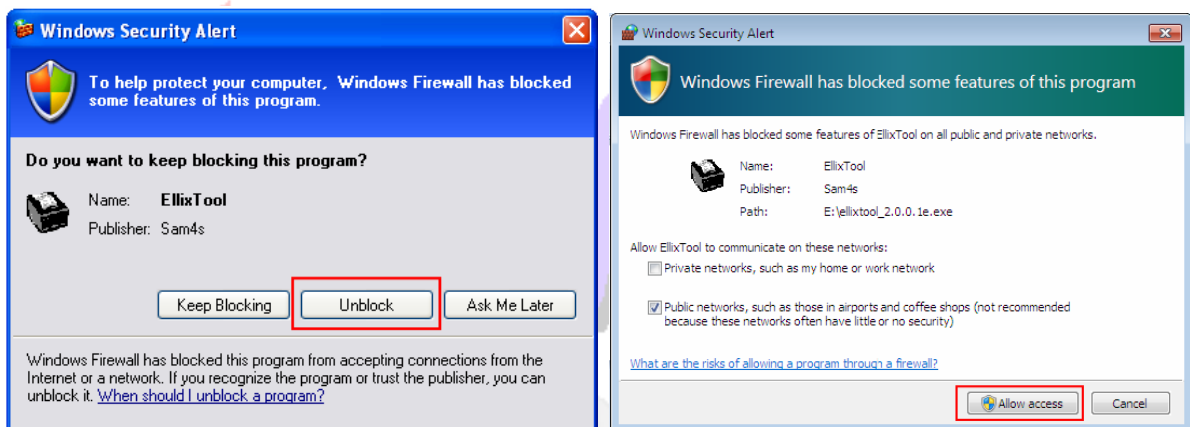 Windows Security Alert
To help protect your computer, Windows Firewall has blocked
some features of this program.
Do you want to keep blocking this program?
Name: EllixTool
Publisher: Sam4s
Keep Blocking
Unblock
Ask Me Later
Windows Firewall has blocked this program from accepting connections from the
Internet or a network. If you recognize the program or trust the publisher, you can
unblock it. When should I unblock a program?
Windows Security Alert
Windows Firewall has blocked some features of this program
Windows Firewall has blocked some features of EllixTool on all public and private networks.
Name: EllixTool
Publisher: Sam4s
Path: E:\ellixtool_2.0.0.1e.exe
Allow EllixTool to communicate on these networks:
Private networks, such as my home or work network
Public networks, such as those in airports and coffee shops (not recommended
because these networks often have little or no security)
What are the risks of allowing a program through a firewall?
Allow access
Cancel